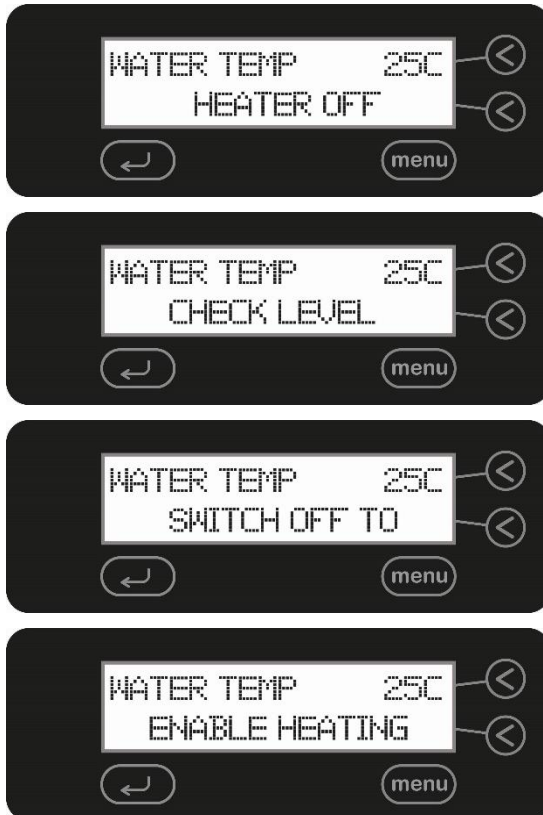 WATER TEMP 25C
HEATER OFF
menu
WATER TEMP 25C
CHECK LEVEL
menu
WATER TEMP 25C
SWITCH OFF TO
menu
WATER TEMP 25C
ENABLE HEATING
menu